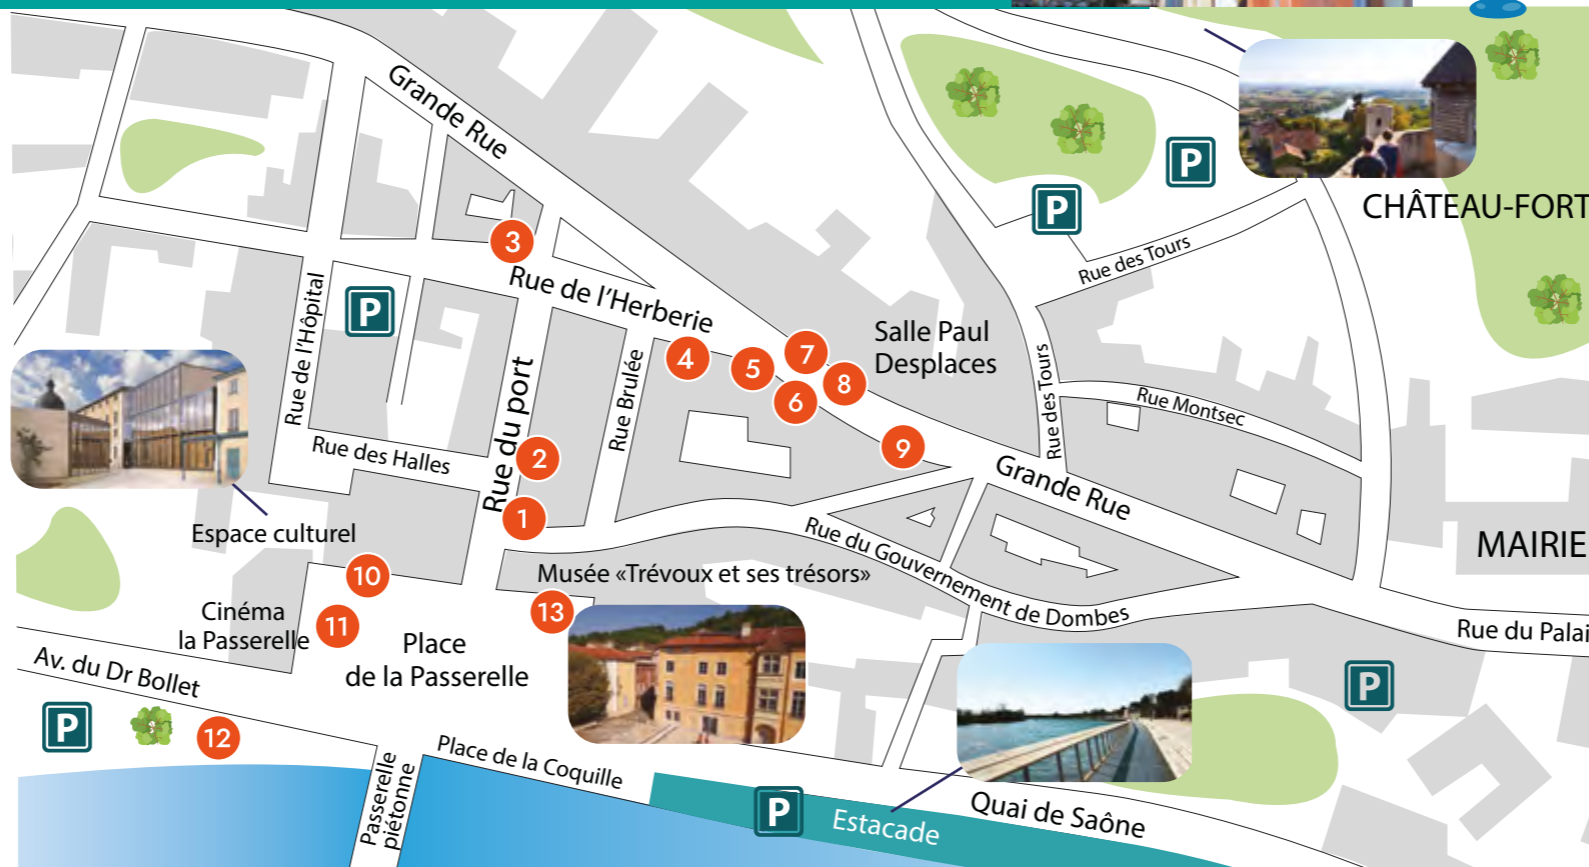 Grande Rue
P
P
CHÂTEAU-FORT
3
Rue des Tours
Rue de l'Herberie
Rue de l'Hôpital
P
Salle Paul
Desplaces
7
4
5
8
6
Rue des Tours
Rue Brulée
Rue Montsec
Rue du port
9
Rue des Halles
2
Grande Rue
1
Espace culturel
Rue du Gouvernement de Dombes
MAIRIE
10
Musée «Trévoux et ses trésors»
13
Cinéma
la Passerelle
11
Place
de la Passerelle
Rue du Palai
Av. du Dr Bollet
P
P
12
Place de la Coquille
Passerelle
piétonne
P
Estacade
Quai de Saône